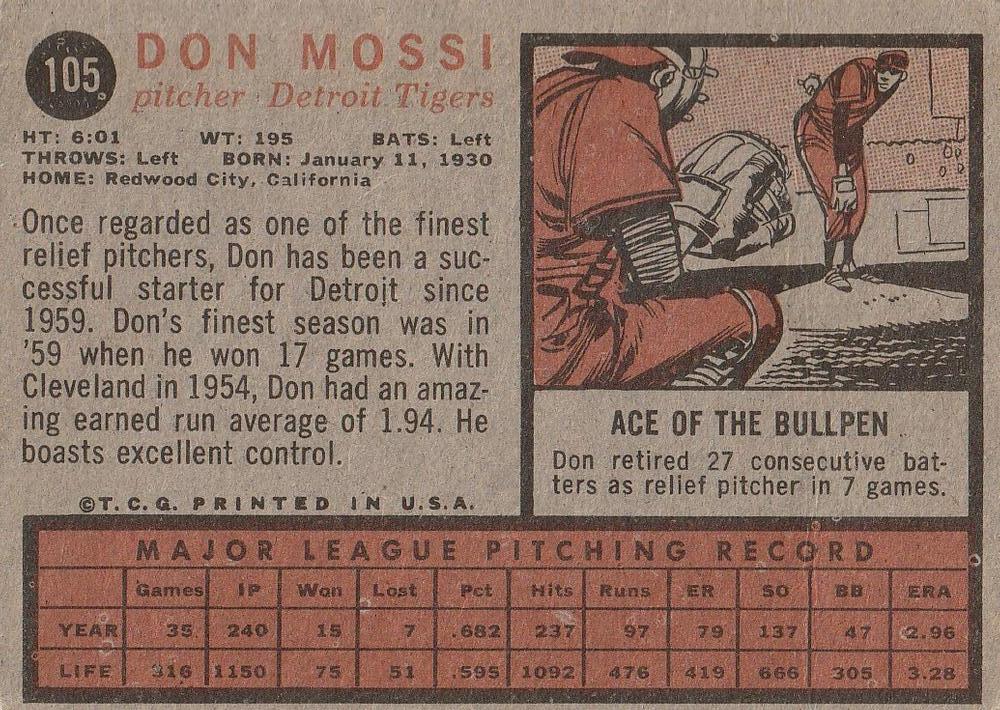 105
DON MOSSI
pitcher · Detroit Tigers
HT: 6:01 WT: 195 BATS: Left
THROWS: Left BORN: January 11, 1930
HOME: Redwood City, California
Once regarded as one of the finest
relief pitchers, Don has been a suc-
cessful starter for Detroit since
1959. Don's finest season was in
'59 when he won 17 games. With
Cleveland in 1954, Don had an amaz-
ing earned run average of 1.94. He
boasts excellent control.
©T.C.G. PRINTED IN U.S.A.
ACE OF THE BULLPEN
Don retired 27 consecutive bat-
ters as relief pitcher in 7 games.
MAJOR LEAGUE PITCHING RECORD
Games IP Won Lost Pct Hits Runs ER SO BB ERA
YEAR 35 240 15 7 .682 237 97 79 137 47 2.96
LIFE 316 1150 75 51 .595 1092 476 419 666 305 3.28